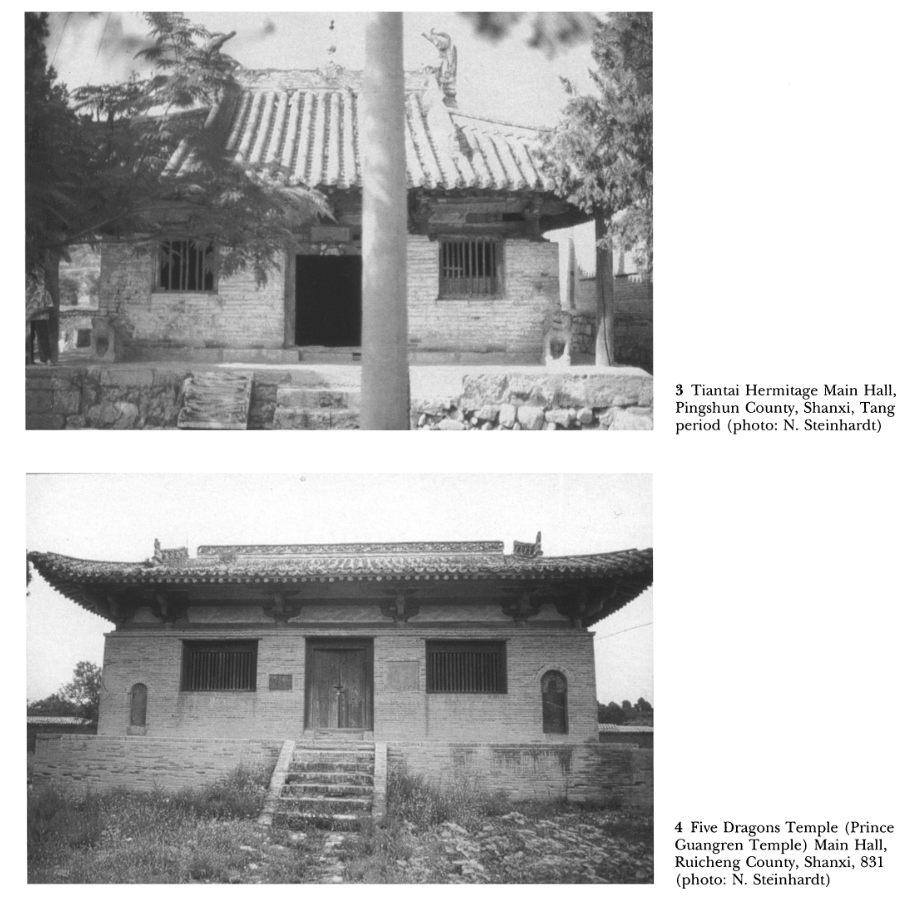 3 Tiantai Hermitage Main Hall,
Pingshun County, Shanxi, Tang
period (photo: N. Steinhardt)
4 Five Dragons Temple (Prince
Guangren Temple) Main Hall,
Ruicheng County, Shanxi, 831
(photo: N. Steinhardt)